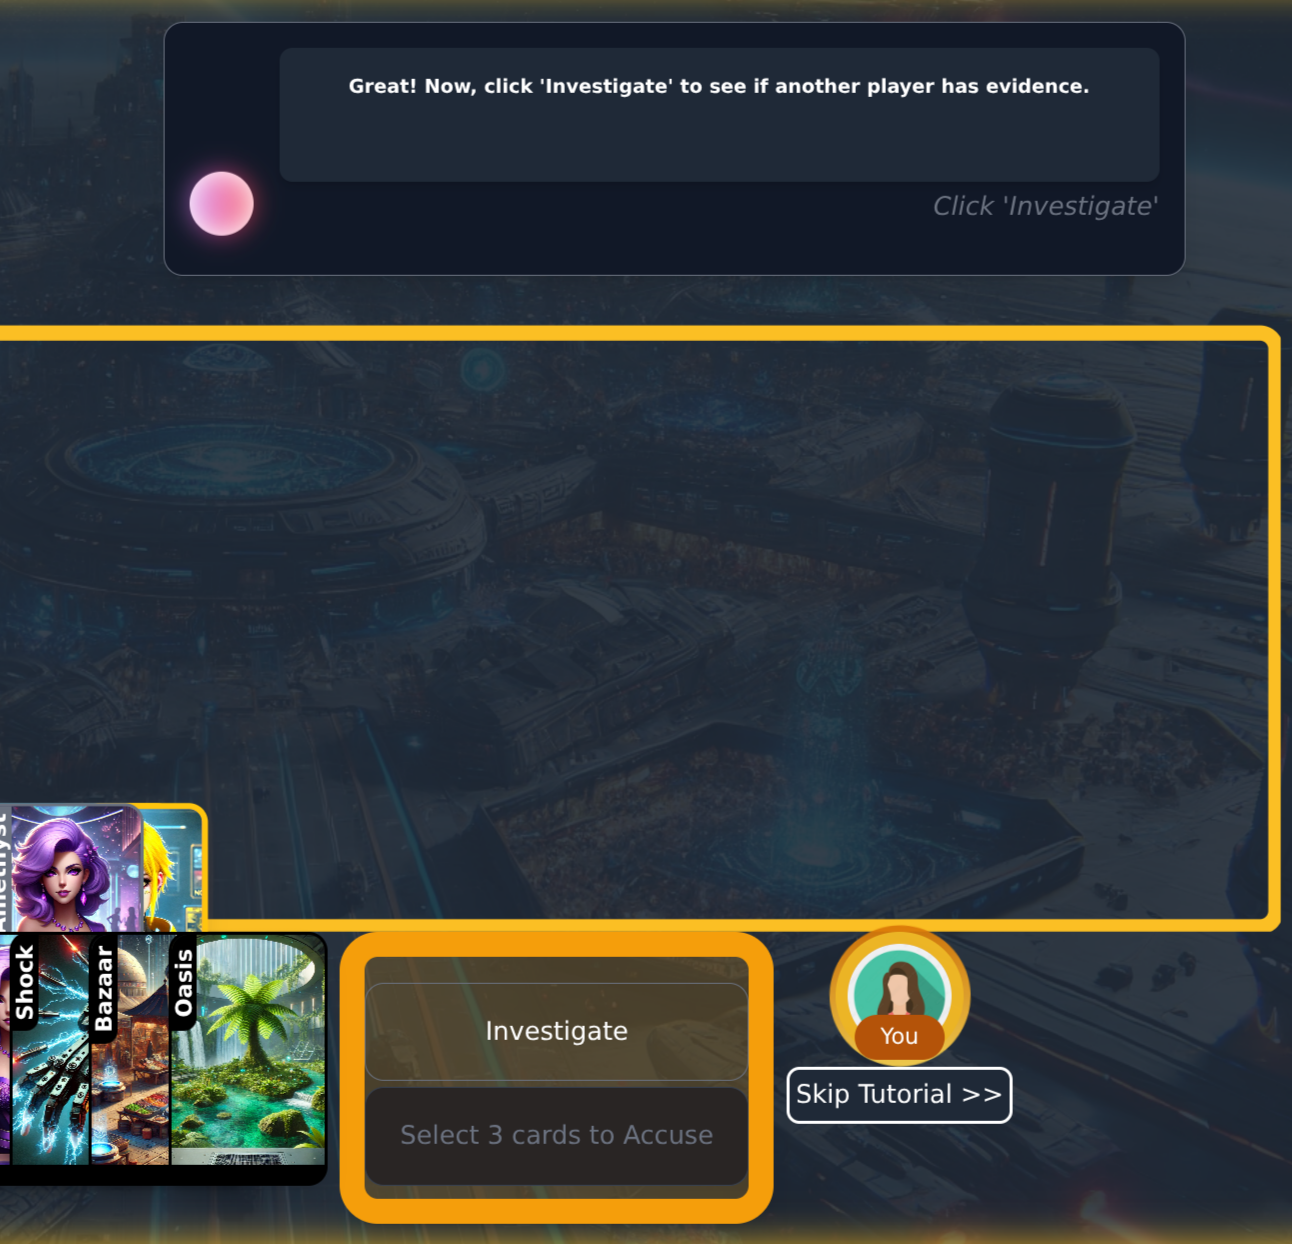 Great! Now, click 'Investigate' to see if another player has evidence.
Click 'Investigate'
Amethyst
Shock
Bazaar
Oasis
Investigate
Select 3 cards to Accuse
You
Skip Tutorial >>